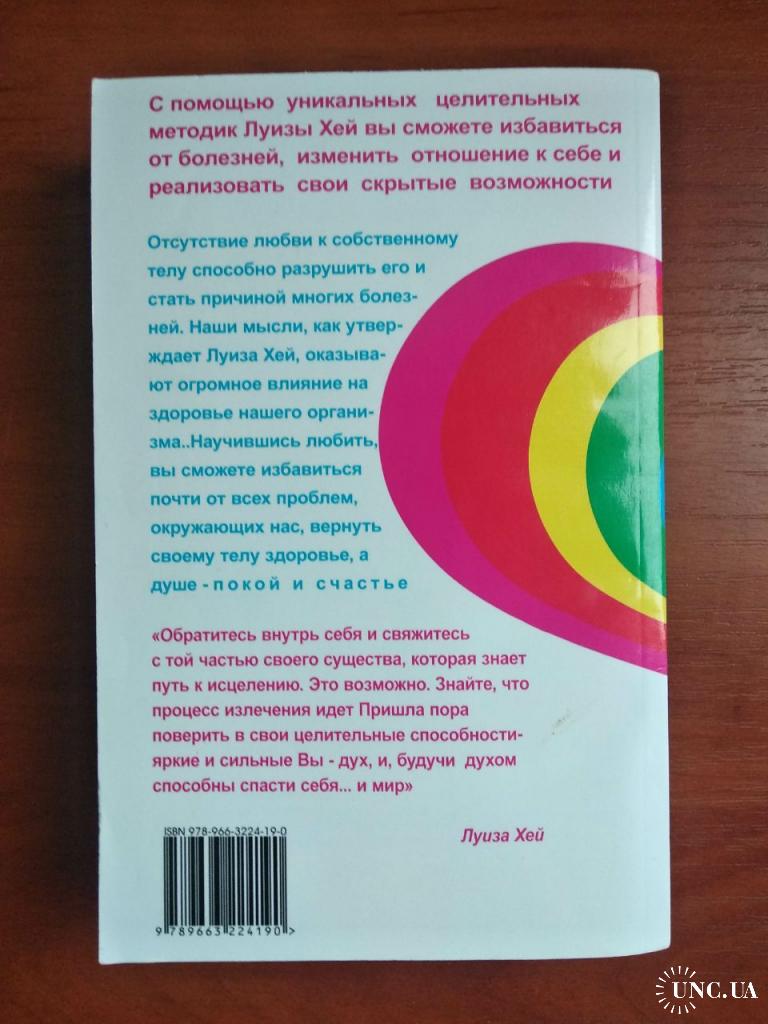 С помощью уникальных целительных
методик Луизы Хей вы сможете избавиться
от болезней, изменить отношение к себе и
реализовать свои скрытые возможности
Отсутствие любви к собственному
телу способно разрушить его и
стать причиной многих болез-
ней. Наши мысли, как утвер-
ждает Луиза Хей, оказыва-
ют огромное влияние на
здоровье нашего органи-
зма..Научившись любить,
вы сможете избавиться
почти от всех проблем,
окружающих нас, вернуть
своему телу здоровье, а
душе - покой и счастье
«Обратитесь внутрь себя и свяжитесь
с той частью своего существа, которая знает
путь к исцелению. Это возможно. Знайте, что
процесс излечения идет Пришла пора
поверить в свои целительные способности-
яркие и сильные Вы - дух, и, будучи духом
способны спасти себя... и мир»
Луиза Хей
ISBN 978-966-3224-19-0
9 789663 224190 >
UNC.UA